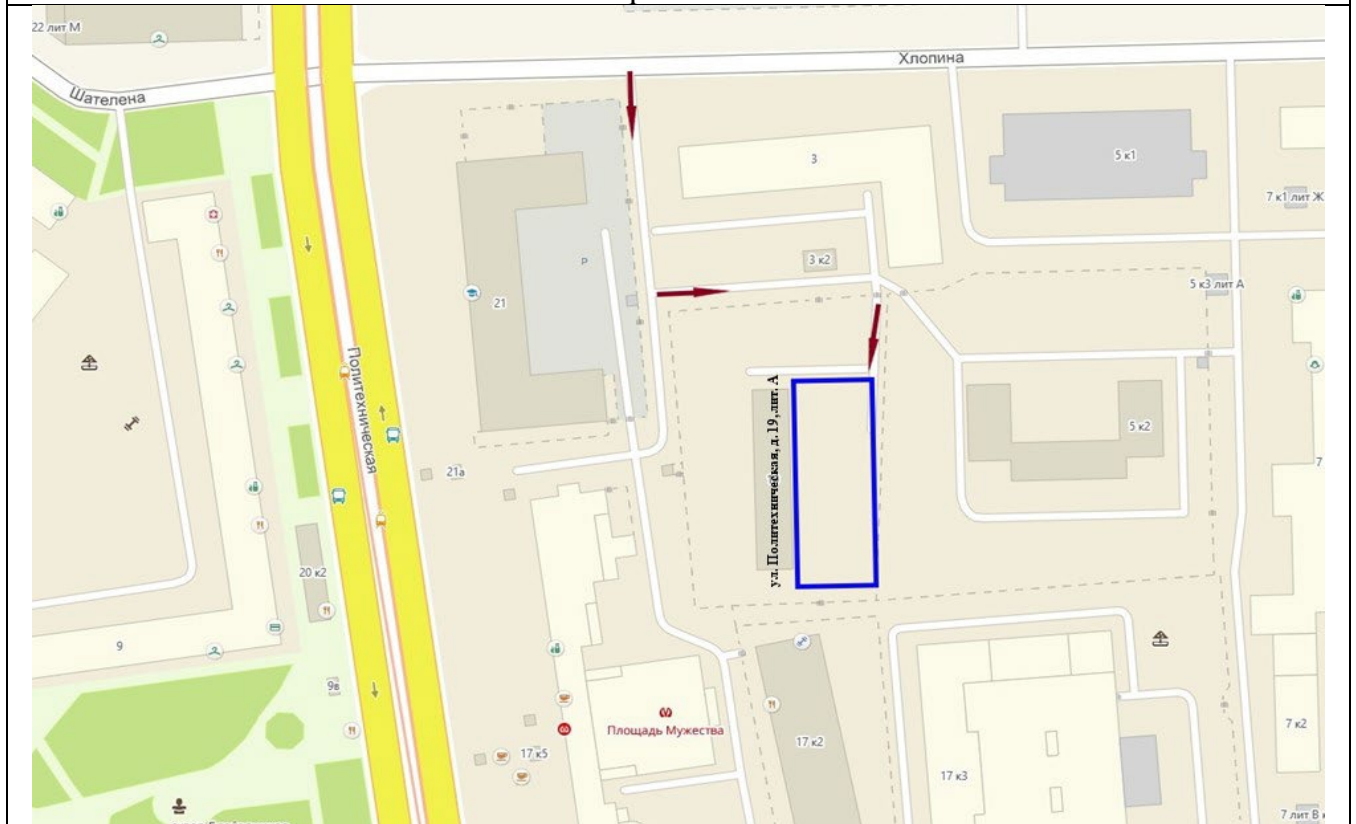 22 лит М
Шателена
Хлопина
3
5 к1
7 к1 лит Ж
3 к2
5 к3 лит А
P
21
Политехническая
ул. Политехническая, д. 19, лит. А
5 к2
7
21а
20 к2
9
9в
Площадь Мужества
17 к5
17 к2
17 к3
7 к2
7 лит В